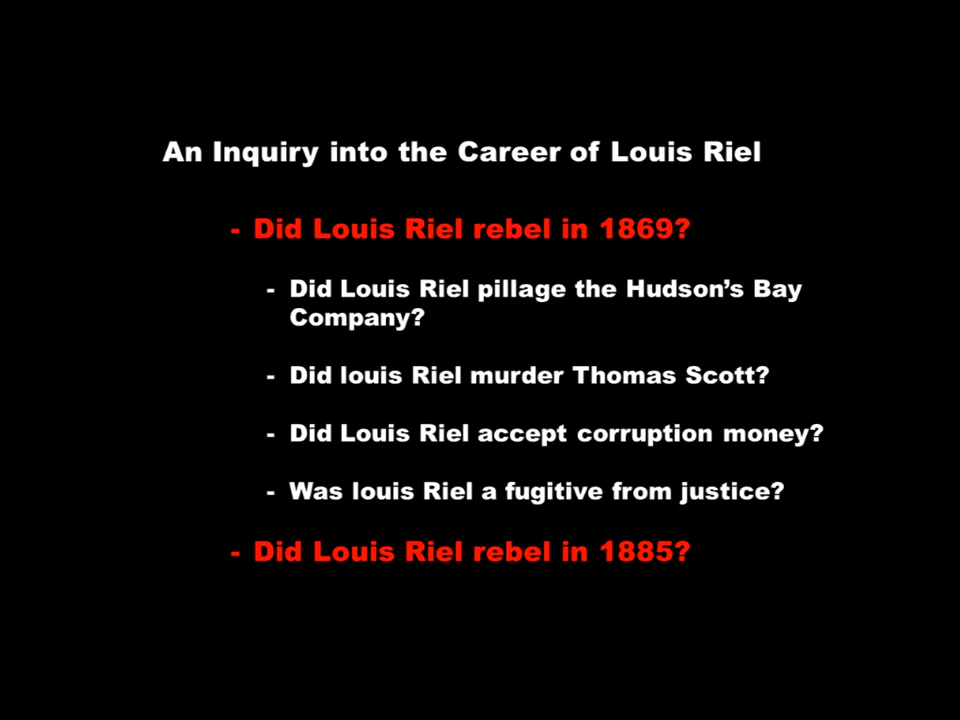 An Inquiry into the Career of Louis Riel
- Did Louis Riel rebel in 1869?
- Did Louis Riel pillage the Hudson’s Bay
Company?
- Did louis Riel murder Thomas Scott?
- Did Louis Riel accept corruption money?
- Was louis Riel a fugitive from justice?
- Did Louis Riel rebel in 1885?